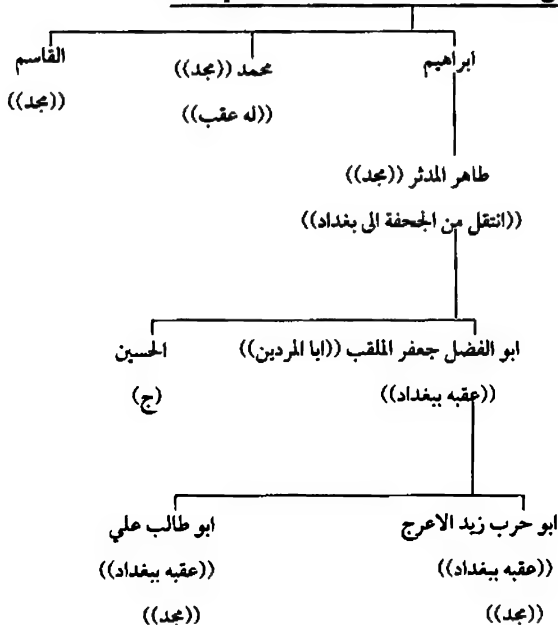 ابراهيم
محمد ((مجد))
((له عقب))
القاسم
((مجد))
طاهر المدثر ((مجد))
((انتقل من الجحفة الى بغداد))
ابو الفضل جعفر الملقب ((ابا المردين))
((عقبه ببغداد))
الحسين
(ج)
ابو حرب زيد الاعرج
((عقبه ببغداد))
((مجد))
ابو طالب علي
((عقبه ببغداد))
((مجد))